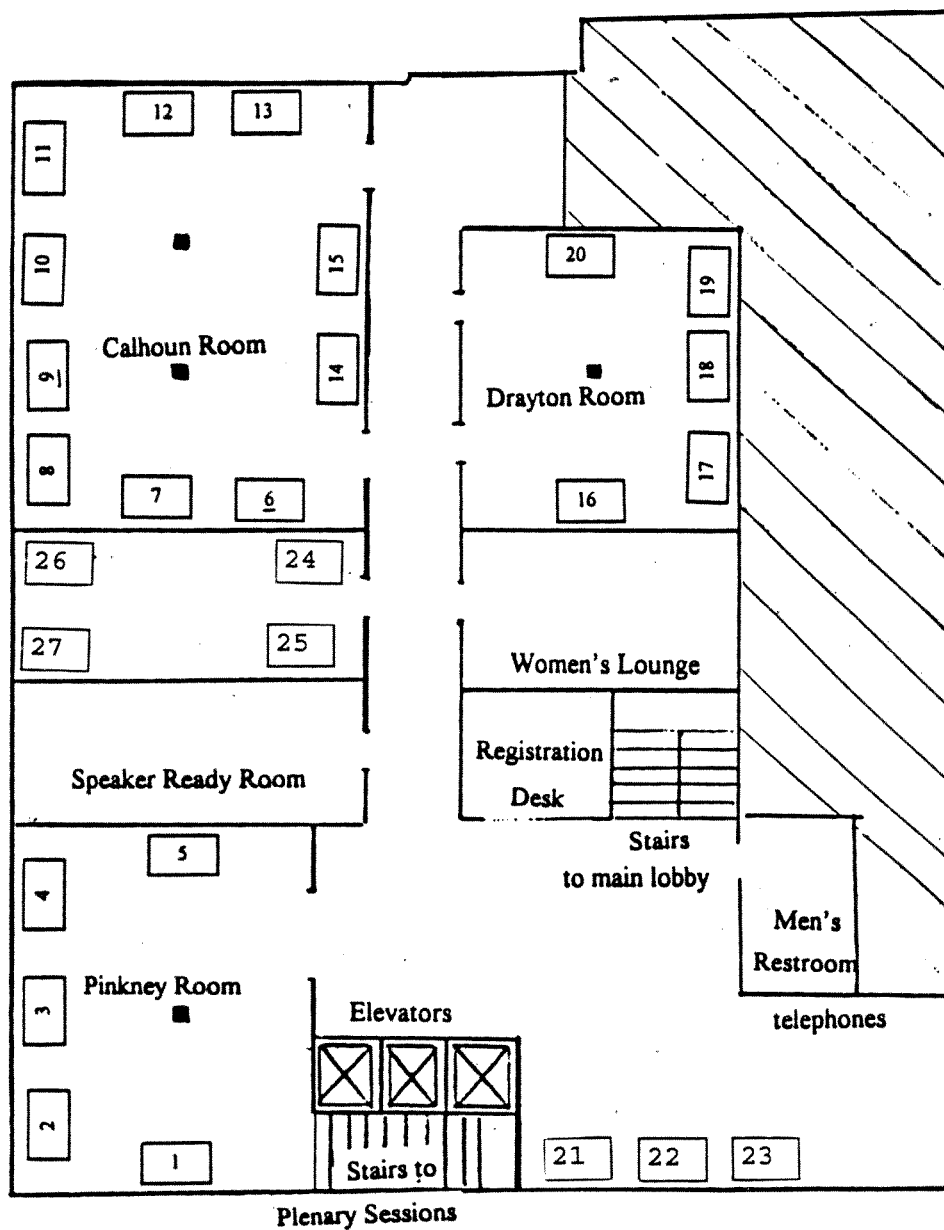 12
13
11
10
15
20
19
Calhoun Room
9
14
18
Drayton Room
8
7
6
17
16
26
24
27
25
Women's Lounge
Registration
Desk
Speaker Ready Room
Stairs
to main lobby
5
4
Men's
Restroom
3
Pinkney Room
Elevators
telephones
2
1
Stairs to
Plenary Sessions
21
22
23